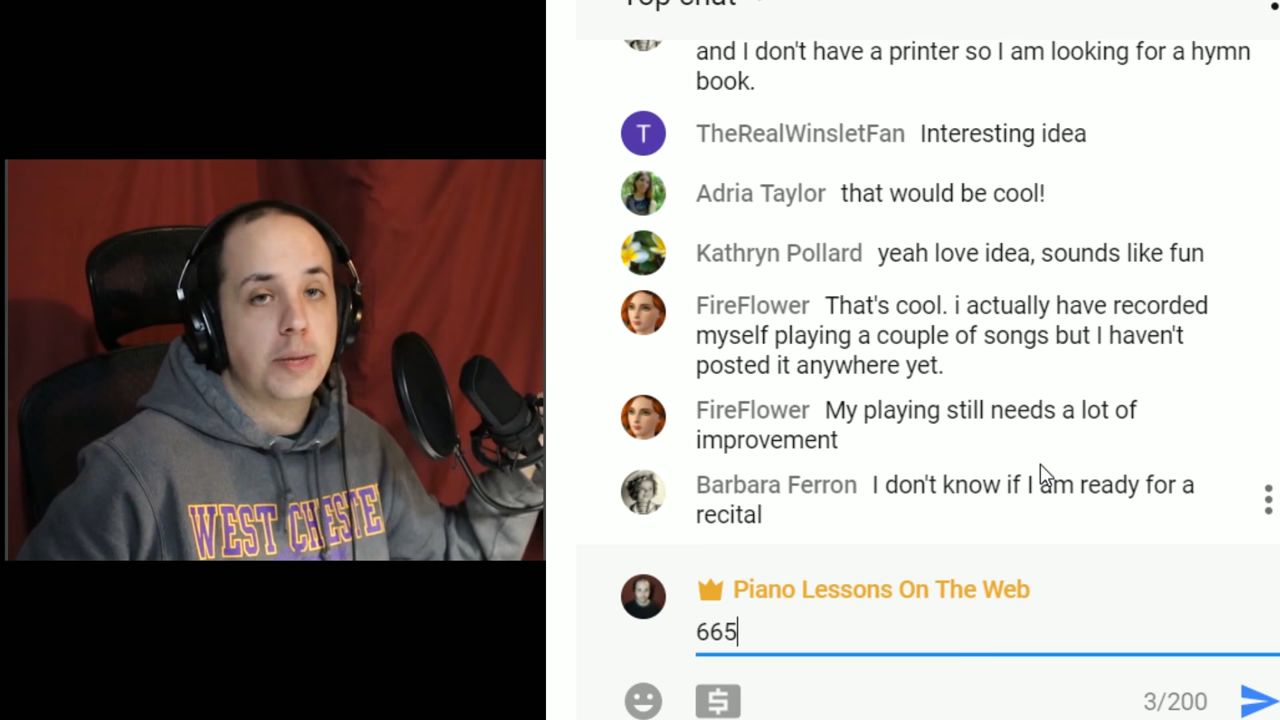 Top chat
and I don't have a printer so I am looking for a hymn
book.
T TheRealWinsletFan Interesting idea
Adria Taylor that would be cool!
Kathryn Pollard yeah love idea, sounds like fun
FireFlower That's cool. i actually have recorded
myself playing a couple of songs but I haven't
posted it anywhere yet.
FireFlower My playing still needs a lot of
improvement
Barbara Ferron I don't know if I am ready for a
recital
WEST CHESTE
Piano Lessons On The Web
665
3/200